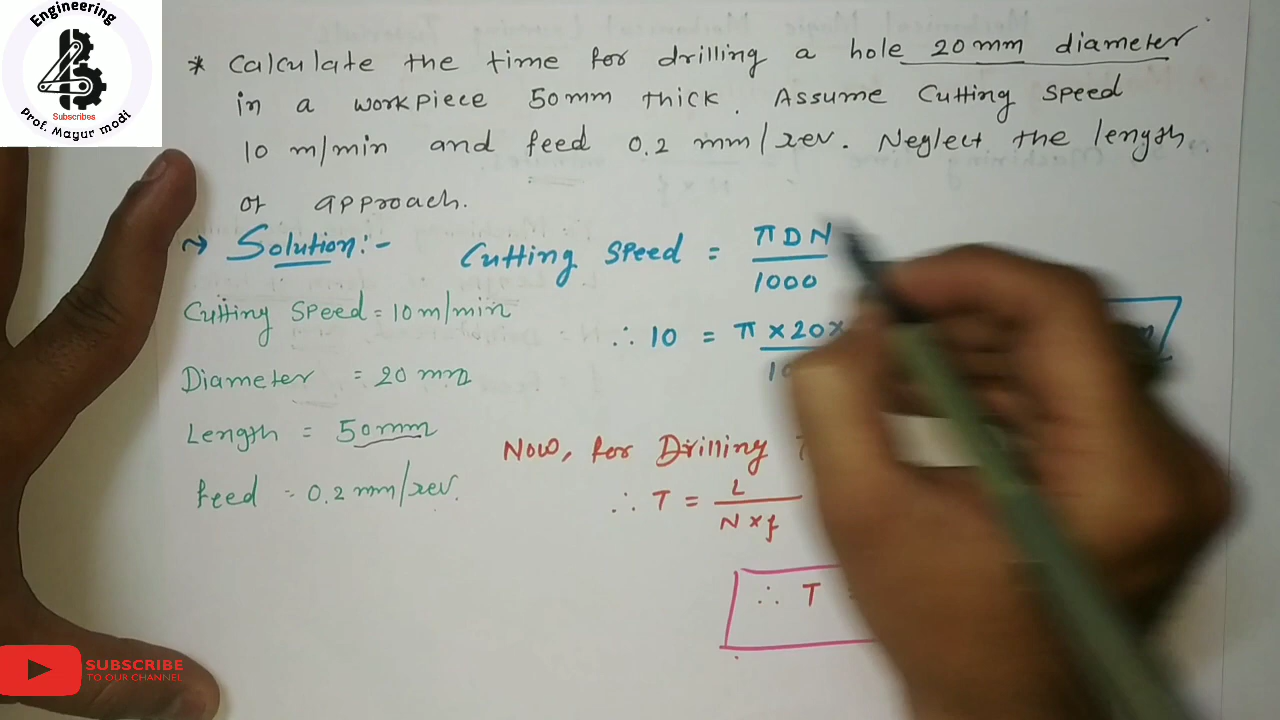 Engineering
Subscribes
Prof. Mayur modi
* Calculate the time for drilling a hole 20 mm diameter
in a workpiece 50mm thick. Assume Cutting speed
10 m/min and feed 0.2 mm/rev. Neglect the length
of approach.
→ Solution:-
Cutting speed = πDN
1000
Cutting speed = 10 m/min
∴ 10 = π × 20 ×
Diameter = 20 mm
Length = 50mm
Now, for Drilling
feed = 0.2 mm/rev.
∴ T = L
N × f
∴ T
SUBSCRIBE
TO OUR CHANNEL